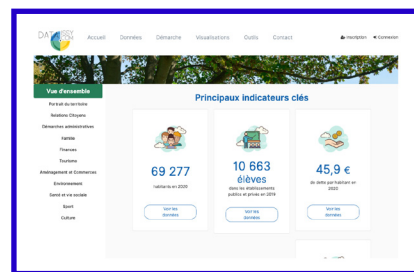 Accueil
Données
Démarche
Visualisations
Outils
Contact
Inscription
Connexion
Vue d'ensemble
Portrait du territoire
Relations Citoyens
Démarches administratives
Famille
Finances
Tourisme
Aménagement et Communes
Environnement
Santé et vie sociale
Sport
Culture
Principaux indicateurs clés
69 277
habitants en 2020
Voir les
données
10 663
élèves
dans les établissements
publics et privés en 2019
Voir les
données
45,9 €
de dette par habitant en
2020
Voir les
données